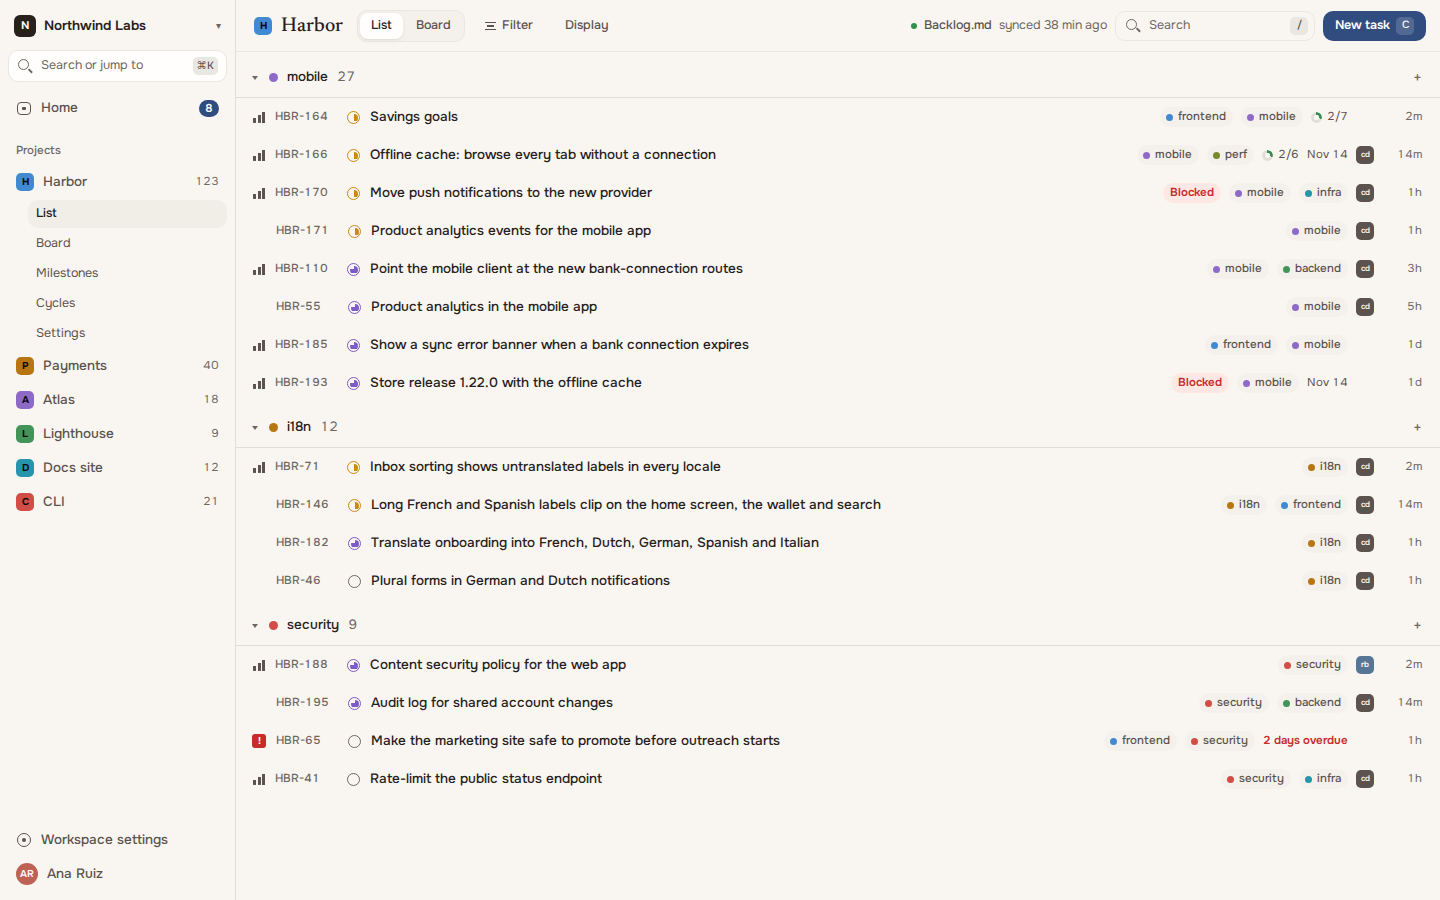 N Northwind Labs
Search or jump to ⌘K
Home 8
Projects
H Harbor 123
List
Board
Milestones
Cycles
Settings
P Payments 40
A Atlas 18
L Lighthouse 9
D Docs site 12
C CLI 21
Workspace settings
AR Ana Ruiz
H Harbor List Board Filter Display Backlog.md synced 38 min ago Search / New task C
mobile 27 +
HBR-164 Savings goals frontend mobile 2/7 2m
HBR-166 Offline cache: browse every tab without a connection mobile perf 2/6 Nov 14 cd 14m
HBR-170 Move push notifications to the new provider Blocked mobile infra cd 1h
HBR-171 Product analytics events for the mobile app mobile cd 1h
HBR-110 Point the mobile client at the new bank-connection routes mobile backend cd 3h
HBR-55 Product analytics in the mobile app mobile cd 5h
HBR-185 Show a sync error banner when a bank connection expires frontend mobile 1d
HBR-193 Store release 1.22.0 with the offline cache Blocked mobile Nov 14 1d
i18n 12 +
HBR-71 Inbox sorting shows untranslated labels in every locale i18n cd 2m
HBR-146 Long French and Spanish labels clip on the home screen, the wallet and search i18n frontend cd 14m
HBR-182 Translate onboarding into French, Dutch, German, Spanish and Italian i18n cd 1h
HBR-46 Plural forms in German and Dutch notifications i18n cd 1h
security 9 +
HBR-188 Content security policy for the web app security rb 2m
HBR-195 Audit log for shared account changes security backend cd 14m
! HBR-65 Make the marketing site safe to promote before outreach starts frontend security 2 days overdue 1h
HBR-41 Rate-limit the public status endpoint security infra cd 1h